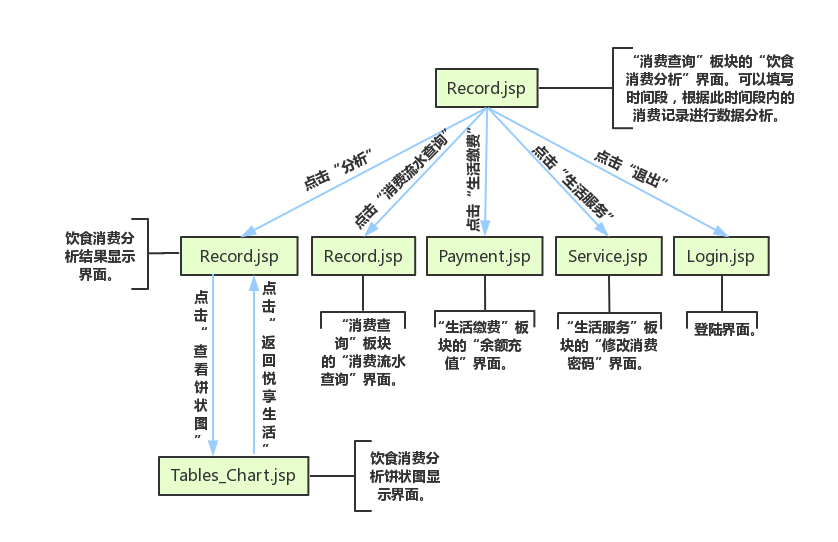 Record.jsp
“消费查询”板块的“饮食
消费分析”界面。可以填写
时间段，根据此时间段内的
消费记录进行数据分析。
点击“分析”
点击“消费流水查询”
点击“生活缴费”
点击“生活服务”
点击“退出”
饮食消费分
析结果显示
界面。
Record.jsp
Record.jsp
Payment.jsp
Service.jsp
Login.jsp
点击“查看饼状图”
点击“返回悦享生活”
“消费查
询”板块
的“消费流水
查询”界面。
“生活缴费”板
块的“余额充
值”界面。
“生活服务”板
块的“修改消费
密码”界面。
登陆界面。
Tables_Chart.jsp
饮食消费分
析饼状图显
示界面。